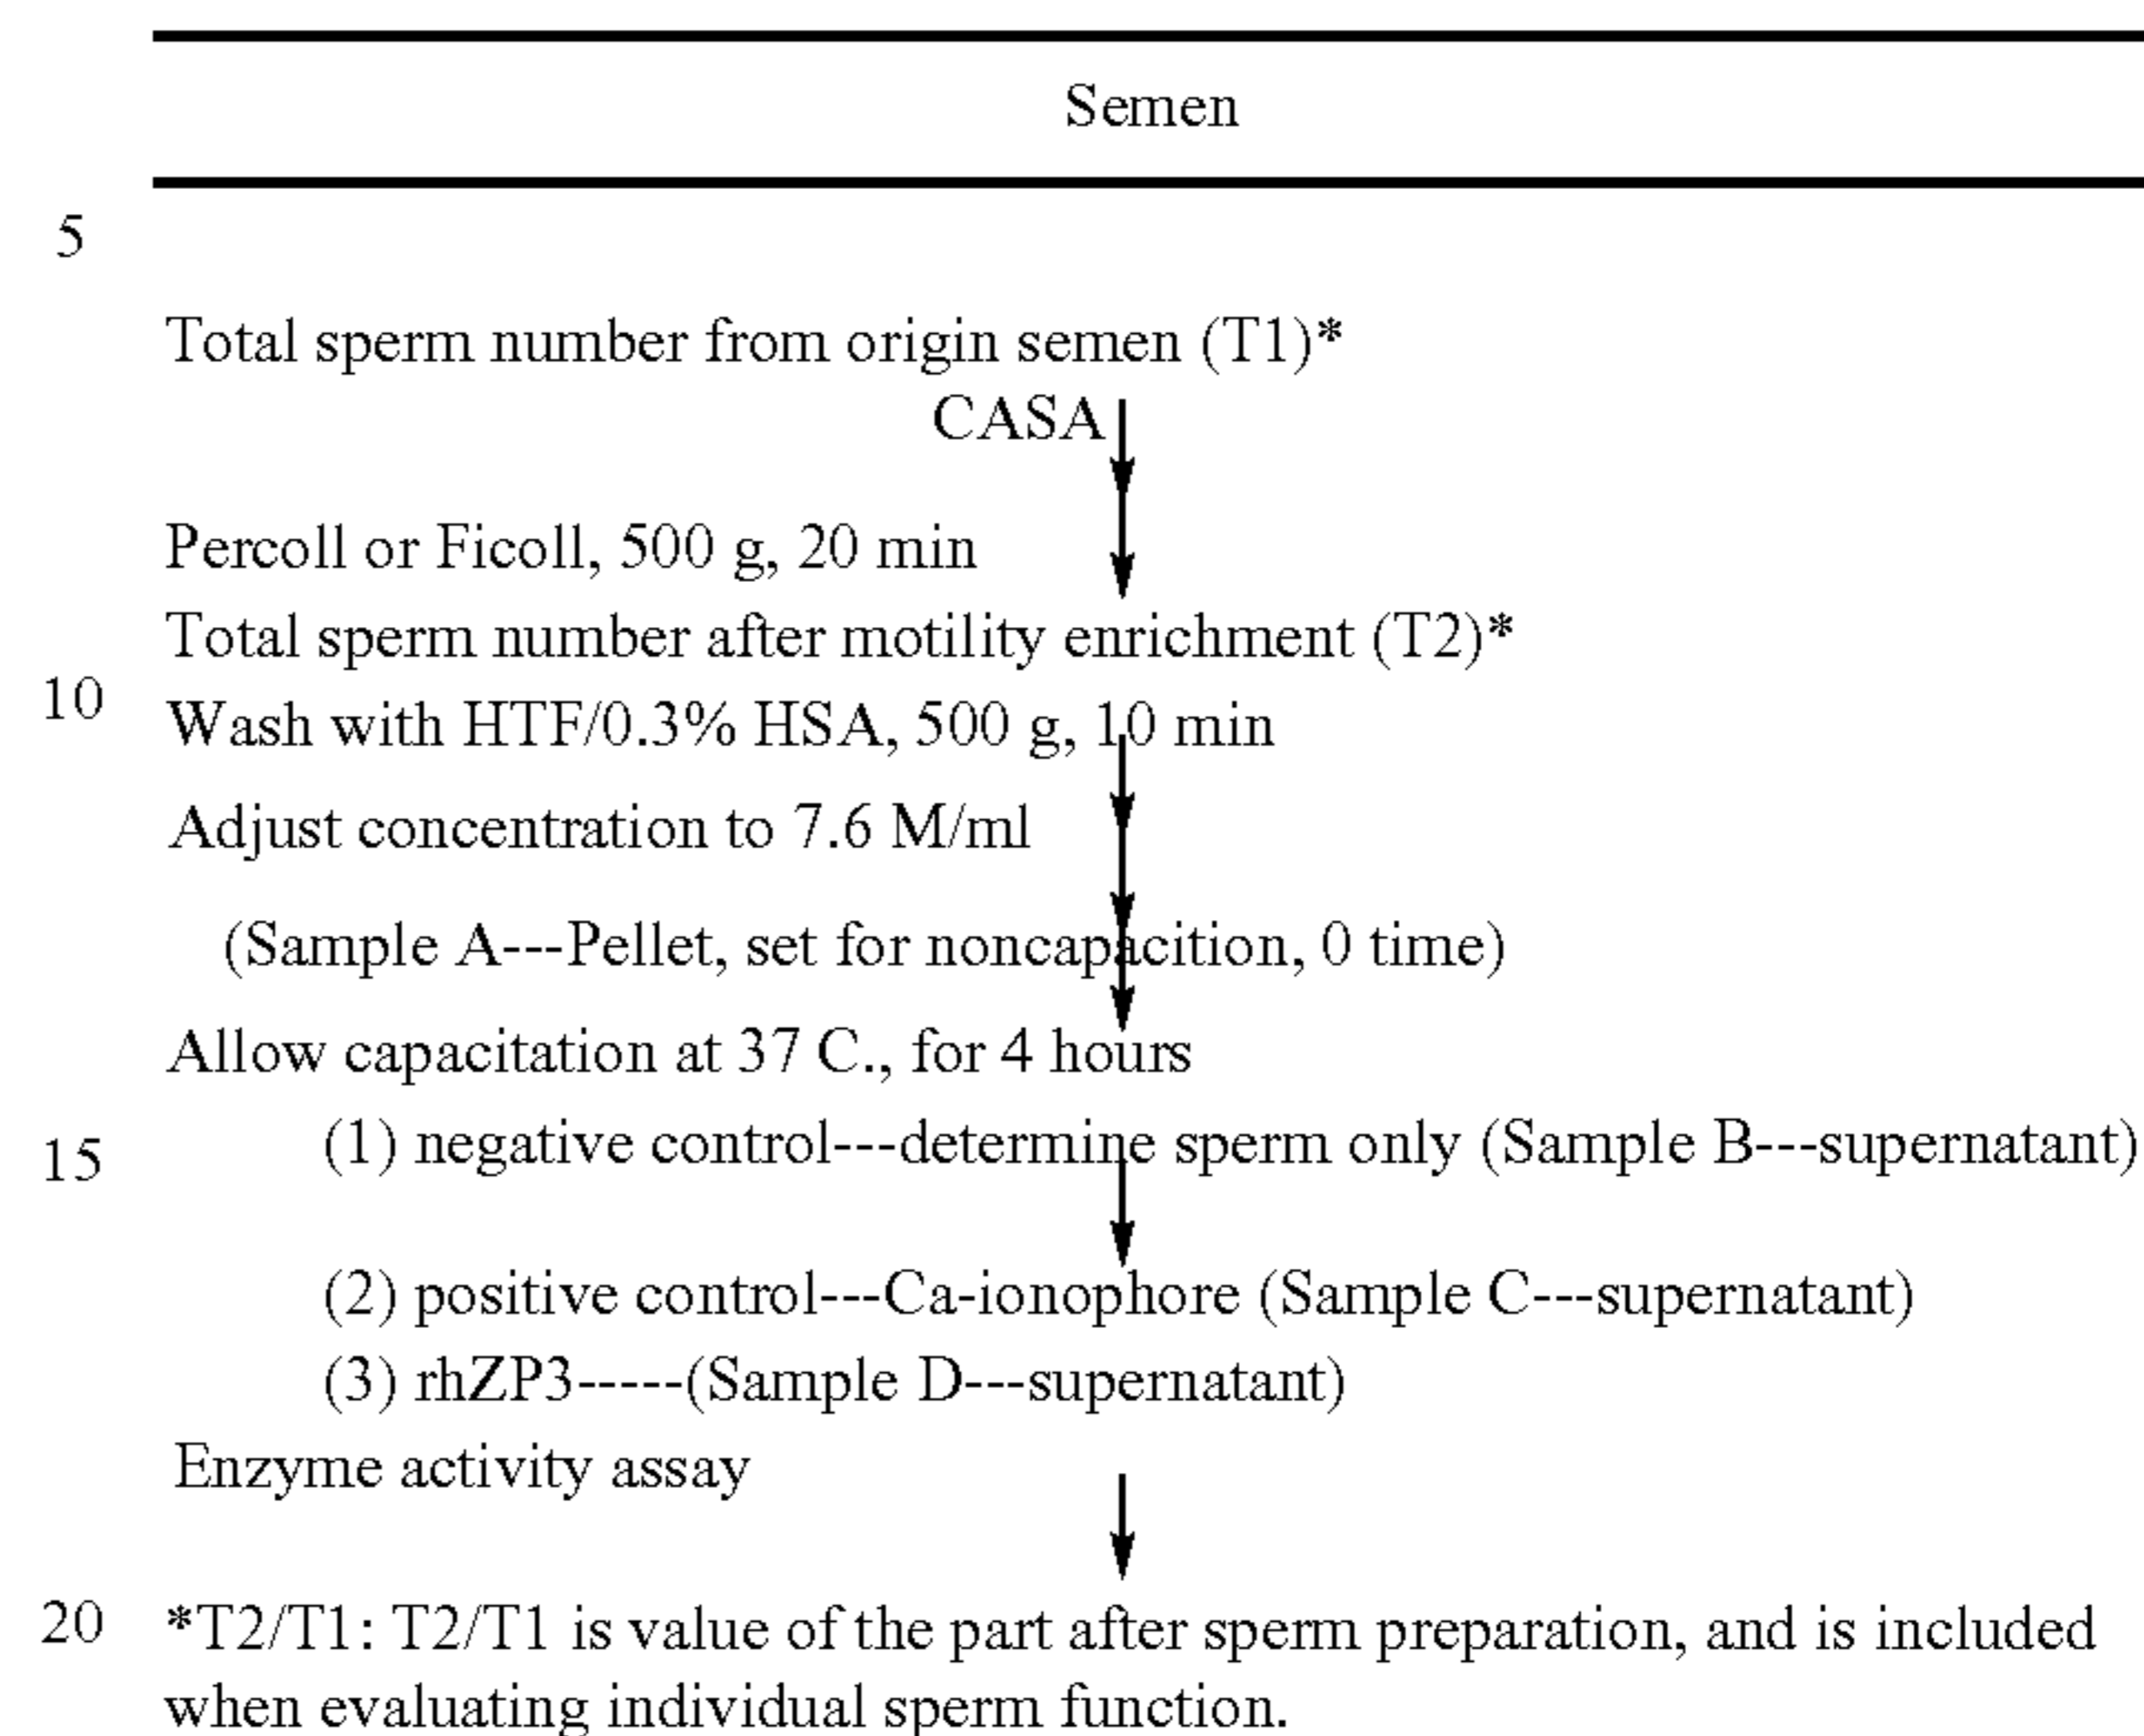 Semen
5
Total sperm number from origin semen (T1)*
CASA
Percoll or Ficoll, 500 g, 20 min
Total sperm number after motility enrichment (T2)*
10
Wash with HTF/0.3% HSA, 500 g, 10 min
Adjust concentration to 7.6 M/ml
(Sample A---Pellet, set for noncapacition, 0 time)
Allow capacitation at 37 C., for 4 hours
15 (1) negative control---determine sperm only (Sample B---supernatant)
(2) positive control---Ca-ionophore (Sample C---supernatant)
(3) rhZP3-----(Sample D---supernatant)
Enzyme activity assay
20 *T2/T1: T2/T1 is value of the part after sperm preparation, and is included
when evaluating individual sperm function.